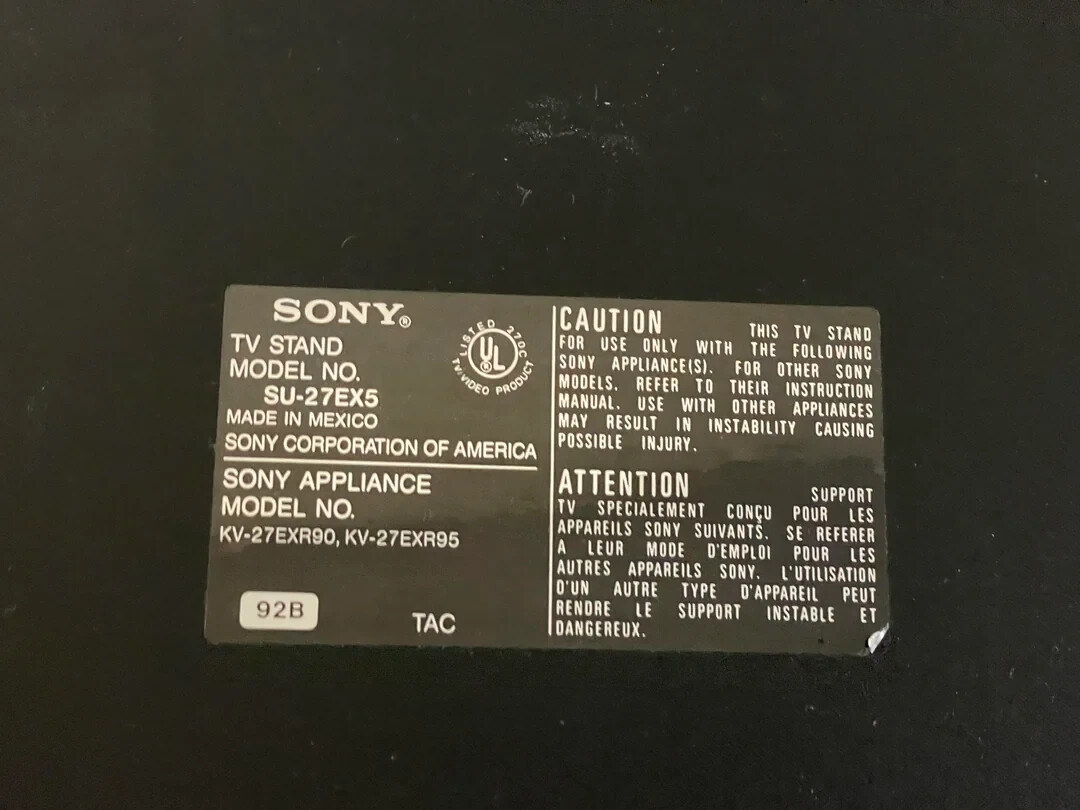 SONY®
TV STAND
MODEL NO.
SU-27EX5
MADE IN MEXICO
SONY CORPORATION OF AMERICA
LISTED 270C
UL®
TV/VIDEO PRODUCT
SONY APPLIANCE
MODEL NO.
KV-27EXR90, KV-27EXR95
92B
TAC
CAUTION THIS TV STAND
FOR USE ONLY WITH THE FOLLOWING
SONY APPLIANCE(S). FOR OTHER SONY
MODELS, REFER TO THEIR INSTRUCTION
MANUAL. USE WITH OTHER APPLIANCES
MAY RESULT IN INSTABILITY CAUSING
POSSIBLE INJURY.
ATTENTION SUPPORT
TV SPECIALEMENT CONÇU POUR LES
APPAREILS SONY SUIVANTS. SE REFERER
A LEUR MODE D'EMPLOI POUR LES
AUTRES APPAREILS SONY. L'UTILISATION
D'UN AUTRE TYPE D'APPAREIL PEUT
RENDRE LE SUPPORT INSTABLE ET
DANGEREUX.